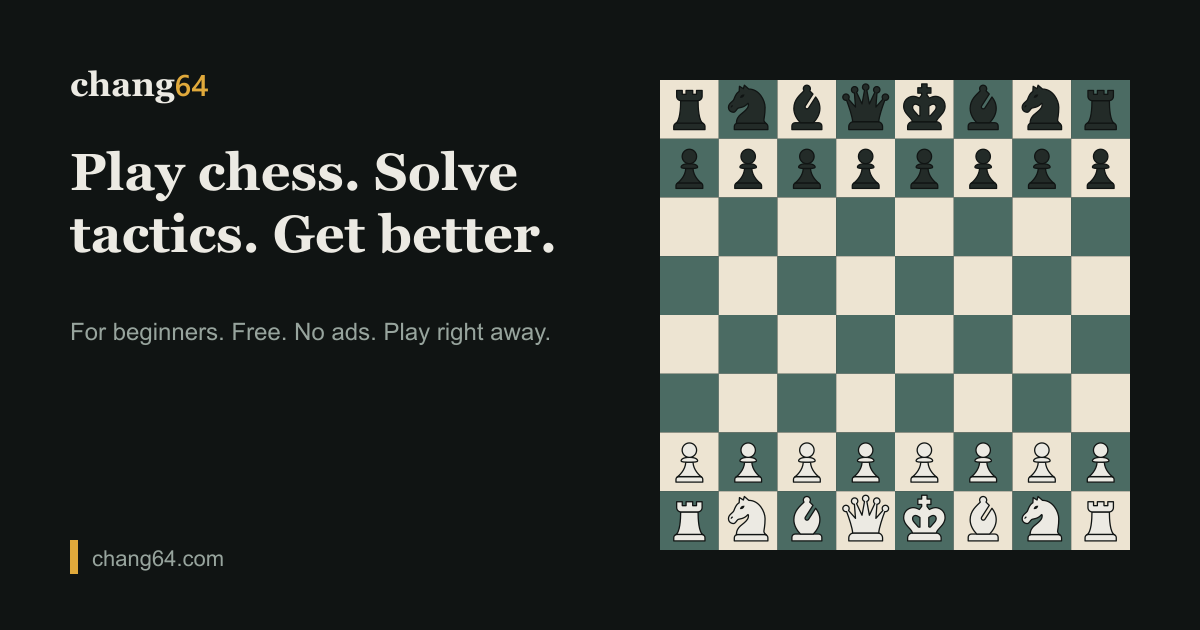 chang64
Play chess. Solve
tactics. Get better.
For beginners. Free. No ads. Play right away.
chang64.com